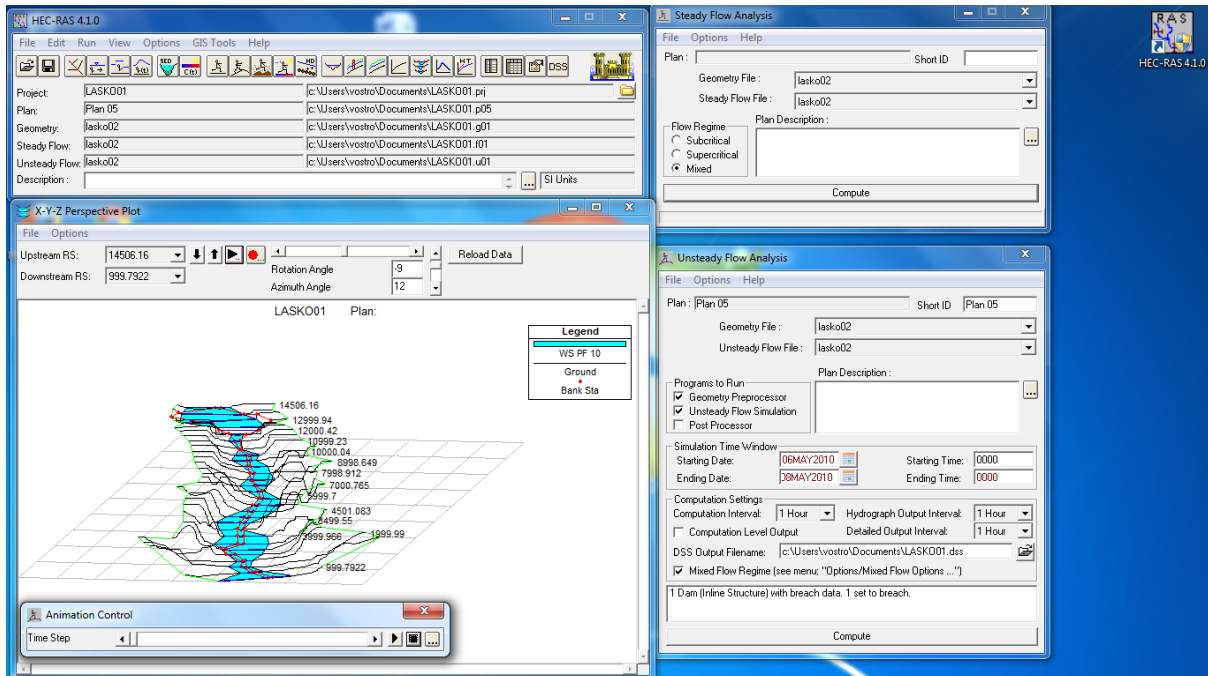 HEC-RAS 4.1.0
File Edit Run View Options GIS Tools Help
DSS
Project: LASKO01 c:\Users\vostro\Documents\LASKO01.prj
Plan: Plan 05 c:\Users\vostro\Documents\LASKO01.p05
Geometry: lasko02 c:\Users\vostro\Documents\LASKO01.g01
Steady Flow: lasko02 c:\Users\vostro\Documents\LASKO01.f01
Unsteady Flow: lasko02 c:\Users\vostro\Documents\LASKO01.u01
Description : ... SI Units
X-Y-Z Perspective Plot
File Options
Upstream RS: 14506.16 Reload Data
Downstream RS: 999.7922
Rotation Angle -9
Azimuth Angle 12
LASKO01 Plan:
Legend
WS PF 10
Ground
Bank Sta
14506.16
12999.94
12000.42
10999.23
10000.04
8998.649
7998.912
7000.765
5999.7
4501.083
3499.55
3999.966 1999.99
999.7922
Animation Control
Time Step ...
Steady Flow Analysis
File Options Help
Plan : Short ID
Geometry File : lasko02
Steady Flow File : lasko02
Flow Regime
Subcritical
Supercritical
Mixed
Plan Description :
...
Compute
Unsteady Flow Analysis
File Options Help
Plan : Plan 05 Short ID Plan 05
Geometry File : lasko02
Unsteady Flow File : lasko02
Plan Description :
...
Programs to Run
Geometry Preprocessor
Unsteady Flow Simulation
Post Processor
Simulation Time Window
Starting Date: 06MAY2010 Starting Time: 0000
Ending Date: 08MAY2010 Ending Time: 0000
Computation Settings
Computation Interval: 1 Hour Hydrograph Output Interval: 1 Hour
Computation Level Output Detailed Output Interval: 1 Hour
DSS Output Filename: c:\Users\vostro\Documents\LASKO01.dss
Mixed Flow Regime (see menu: "Options/Mixed Flow Options ...")
1 Dam (Inline Structure) with breach data. 1 set to breach.
Compute
RAS
HEC-RAS 4.1.0